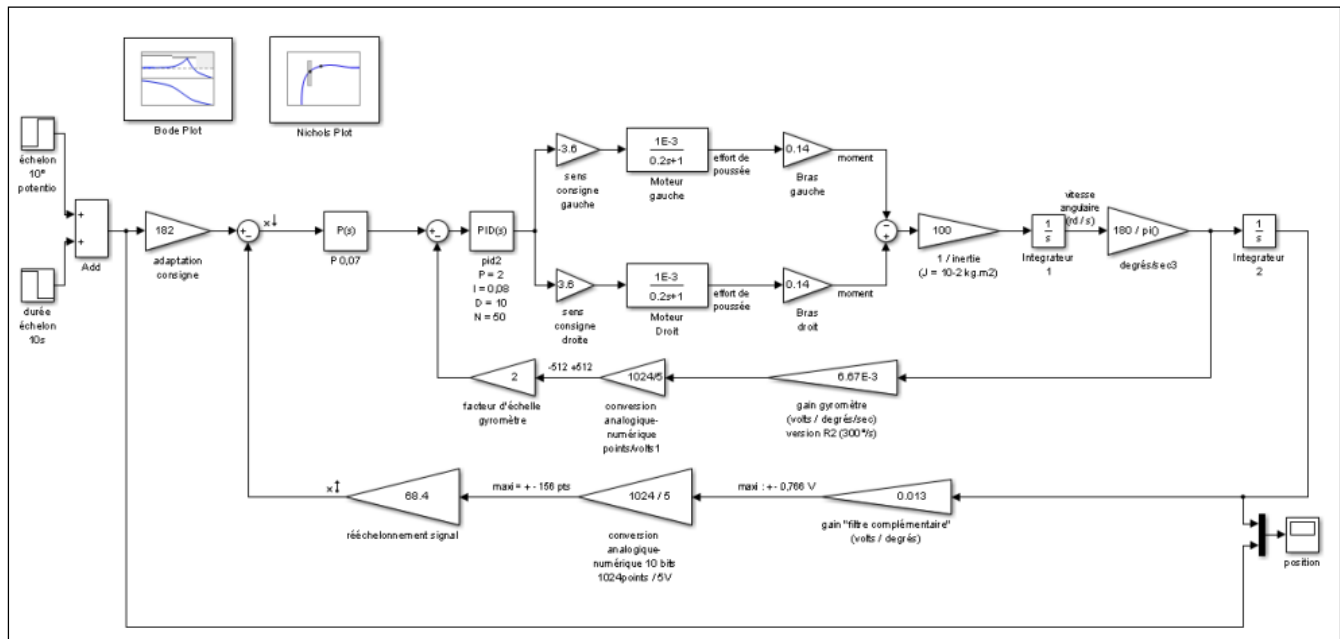 Bode Plot
Nichols Plot
échelon
10°
potentio
durée
échelon
10s
+
+
Add
182
adaptation
consigne
+
-
x
P(s)
P 0,07
+
-
PID(s)
pid2
P = 2
I = 0,08
D = 10
N = 50
-3.6
sens
consigne
gauche
1E-3
0.2s+1
Moteur
gauche
effort de
poussée
0.14
Bras
gauche
moment
3.6
sens
consigne
droite
1E-3
0.2s+1
Moteur
Droit
effort de
poussée
0.14
Bras
droit
moment
-
+
100
1 / inertie
(J = 10-2 kg.m2)
1
s
Integrateur
1
vitesse
angulaire
(rd / s)
180 / pi()
degrés/sec3
1
s
Integrateur
2
2
facteur d'échelle
gyromètre
-512 +512
1024/5
conversion
analogique-
numérique
points/volts1
6.67E-3
gain gyromètre
(volts / degrés/sec)
version R2 (300°/s)
x
68.4
rééchelonnement signal
maxi = + - 156 pts
1024 / 5
conversion
analogique-
numérique 10 bits
1024points / 5V
maxi : + - 0,766 V
0.013
gain "filtre complémentaire"
(volts / degrés)
position